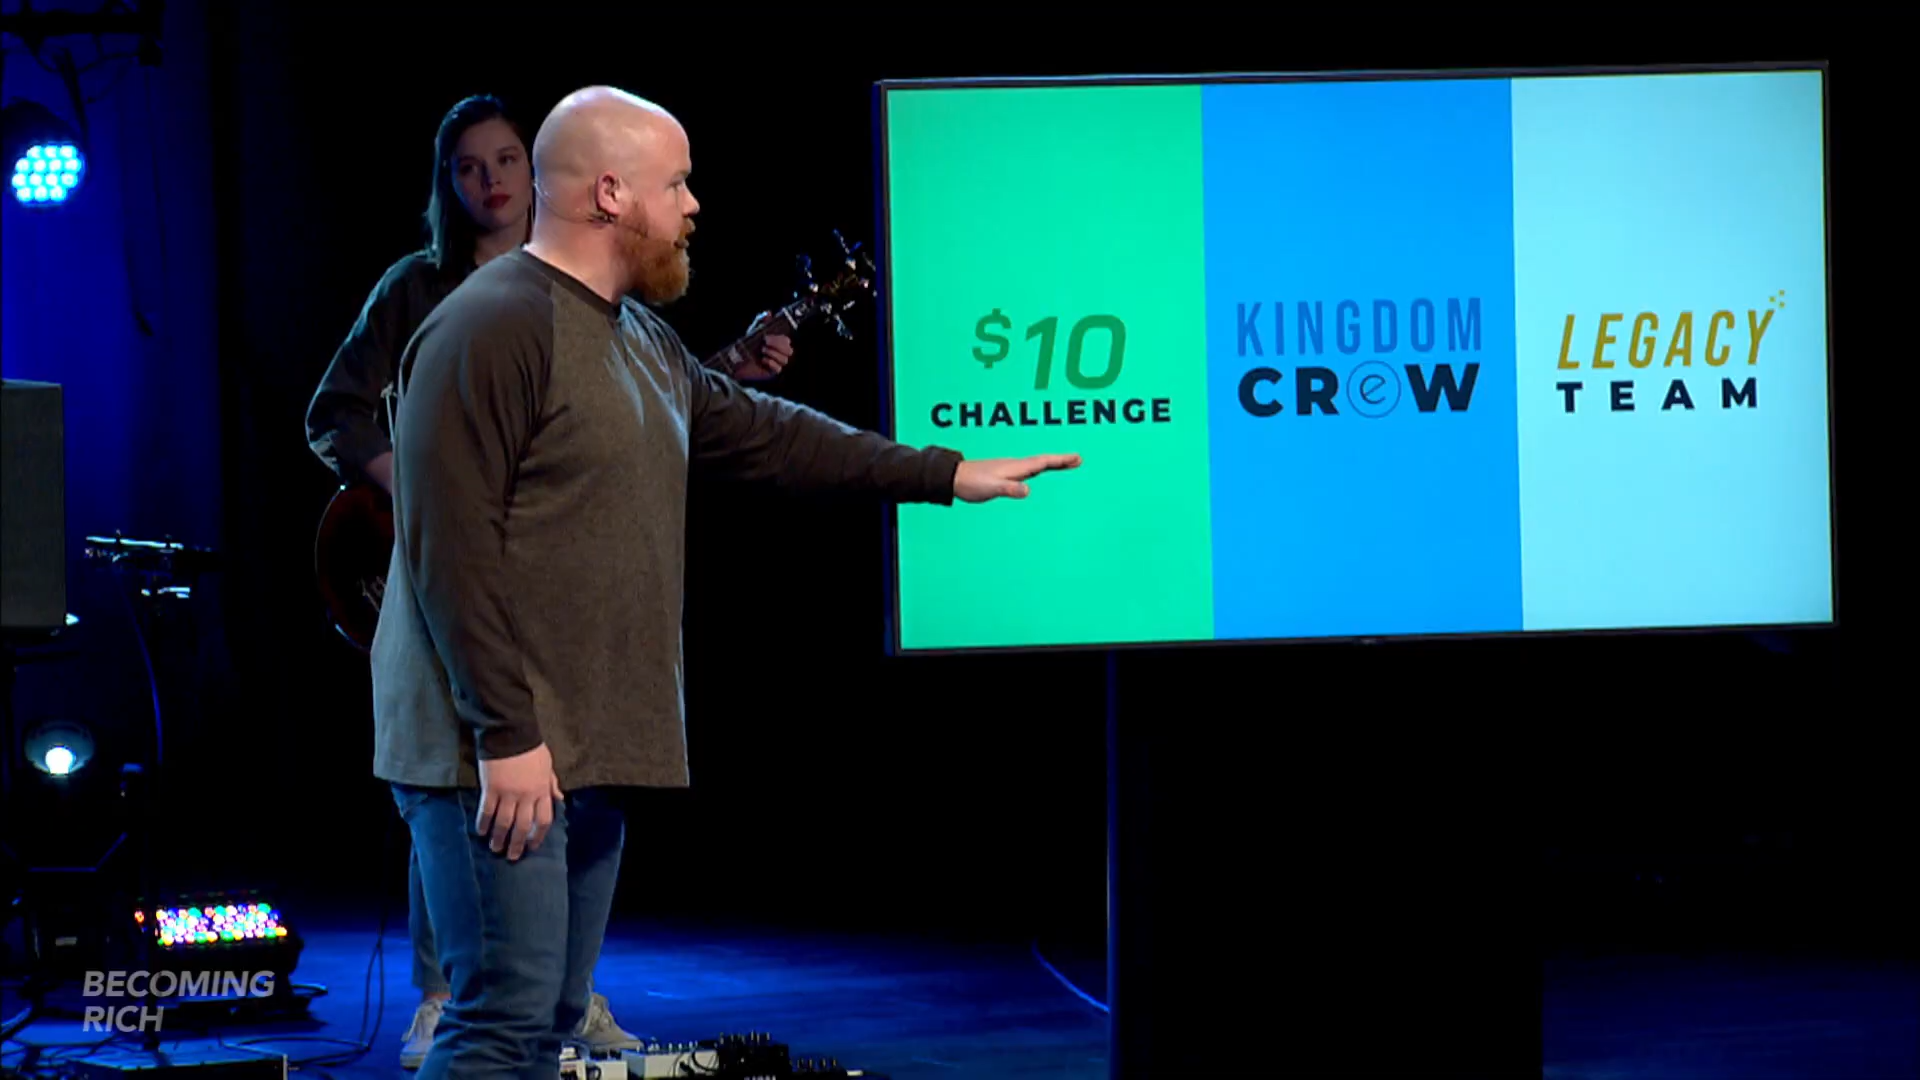 $10
CHALLENGE
KINGDOM
CREW
LEGACY
TEAM
BECOMING
RICH